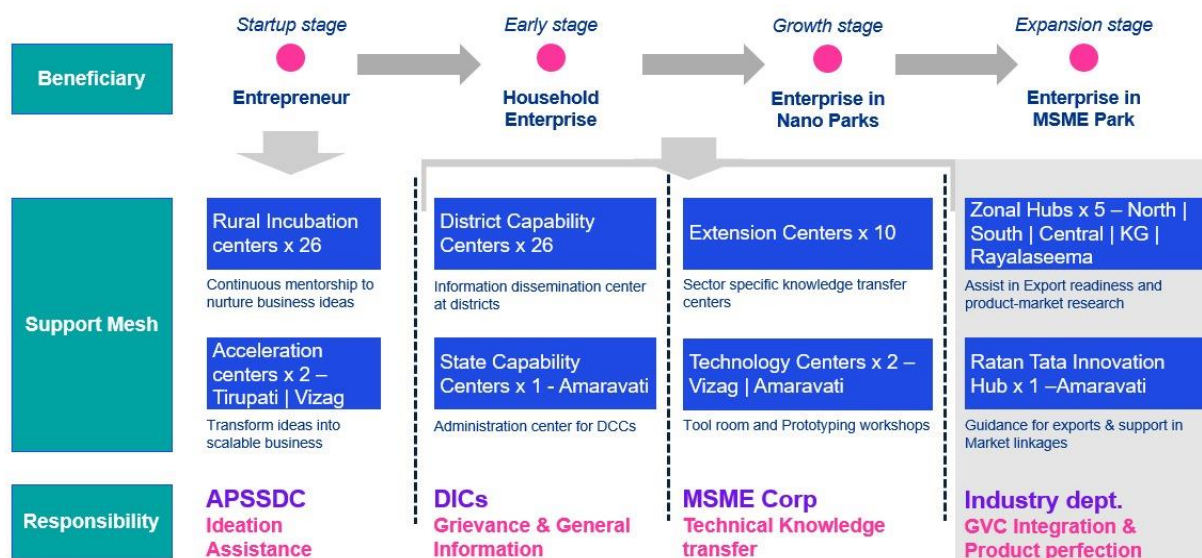 Startup stage
Early stage
Growth stage
Expansion stage
Beneficiary
Entrepreneur
Household
Enterprise
Enterprise in
Nano Parks
Enterprise in
MSME Park
Support Mesh
Rural Incubation
centers x 26
Continuous mentorship to
nurture business ideas
Acceleration
centers x 2 –
Tirupati | Vizag
Transform ideas into
scalable business
District Capability
Centers x 26
Information dissemination center
at districts
State Capability
Centers x 1 - Amaravati
Administration center for DCCs
Extension Centers x 10
Sector specific knowledge transfer
centers
Technology Centers x 2 –
Vizag | Amaravati
Tool room and Prototyping workshops
Zonal Hubs x 5 – North |
South | Central | KG |
Rayalaseema
Assist in Export readiness and
product-market research
Ratan Tata Innovation
Hub x 1 –Amaravati
Guidance for exports & support in
Market linkages
Responsibility
APSSDC
Ideation
Assistance
DICs
Grievance & General
Information
MSME Corp
Technical Knowledge
transfer
Industry dept.
GVC Integration &
Product perfection